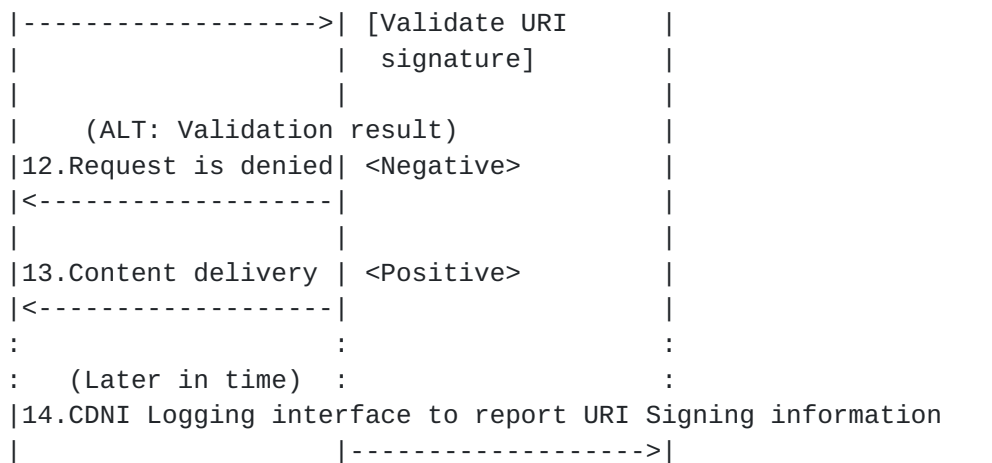 |------------------->| [Validate URI      |
|                    |  signature]        |
|                    |                    |
|    (ALT: Validation result)             |
|12.Request is denied| <Negative>         |
|<-------------------|                    |
|                    |                    |
|13.Content delivery | <Positive>         |
|<-------------------|                    |
:                    :                    :
:   (Later in time)  :                    :
|14.CDNI Logging interface to report URI Signing information
|                    |------------------->|